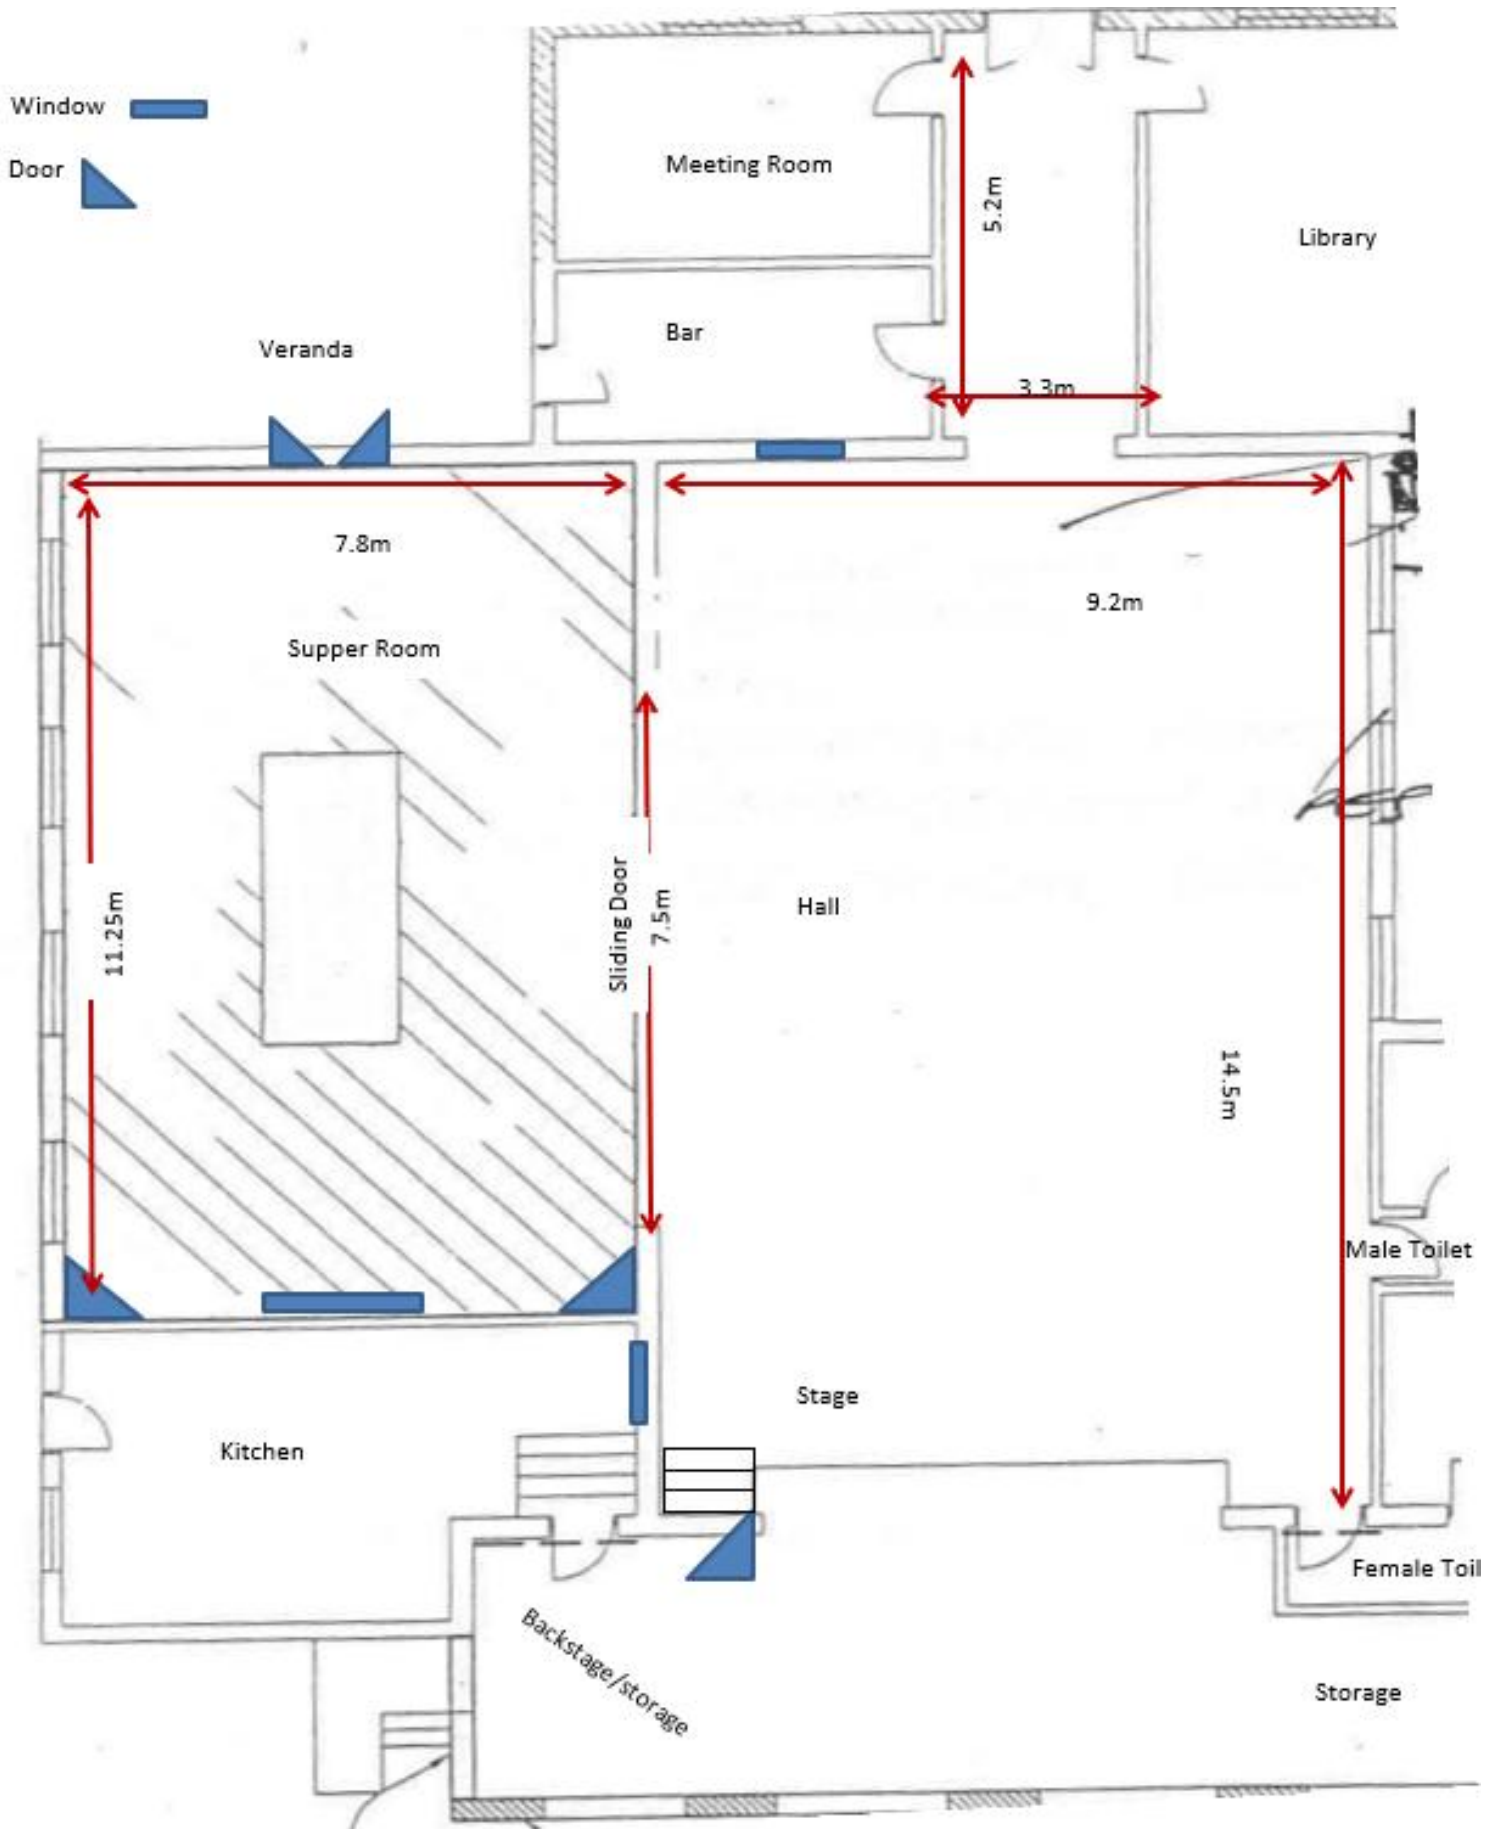 Window
Door
Meeting Room
5.2m
Library
Bar
Veranda
3.3m
7.8m
9.2m
Supper Room
Sliding Door
7.5m
Hall
11.25m
14.5m
Male Toilet
Stage
Kitchen
Female Toil
Backstage/storage
Storage